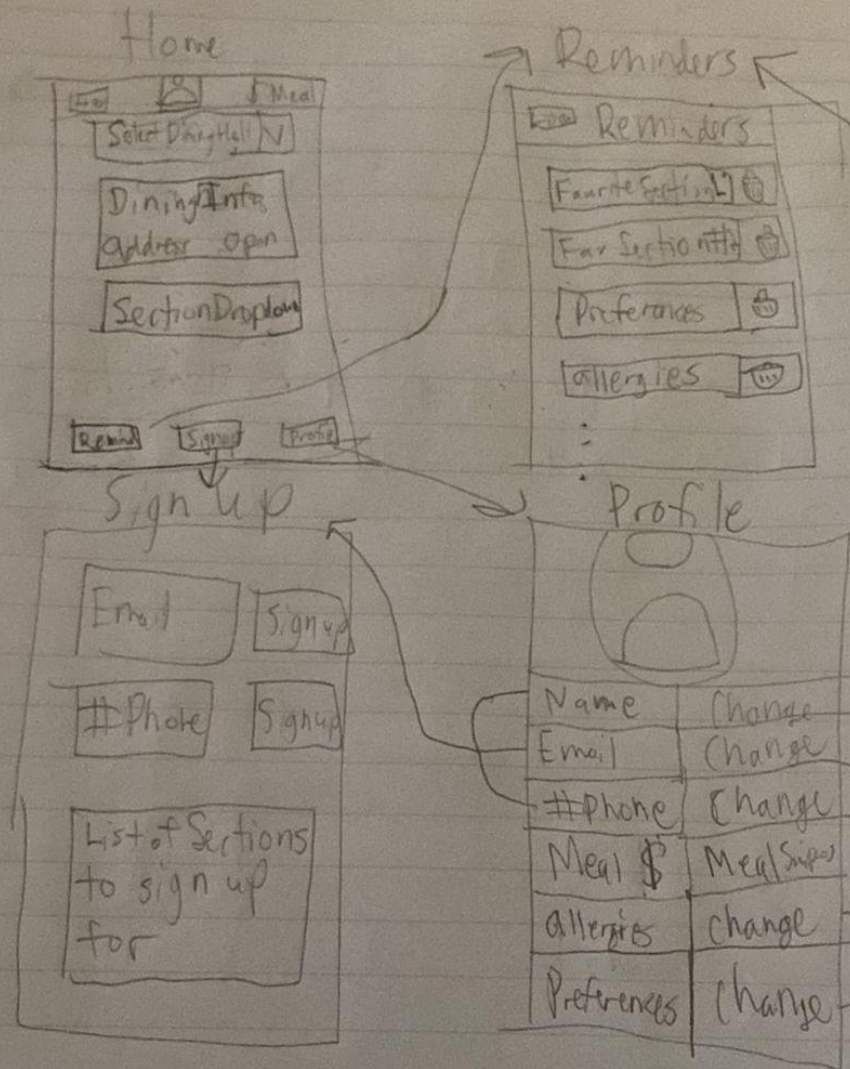 Home
$ Meal
Select Dining Hall V
Dining Info
address open
Section Dropdown
Remind
Signup
Profile
Reminders
Reminders
Fav Section #2
Preferences
allergies
Sign up
Email
Signup
#Phone
Signup
List of Sections
to sign up
for
Profile
Name Change
Email Change
#Phone Change
Meal $ Meal
allergies change
Preferences Change